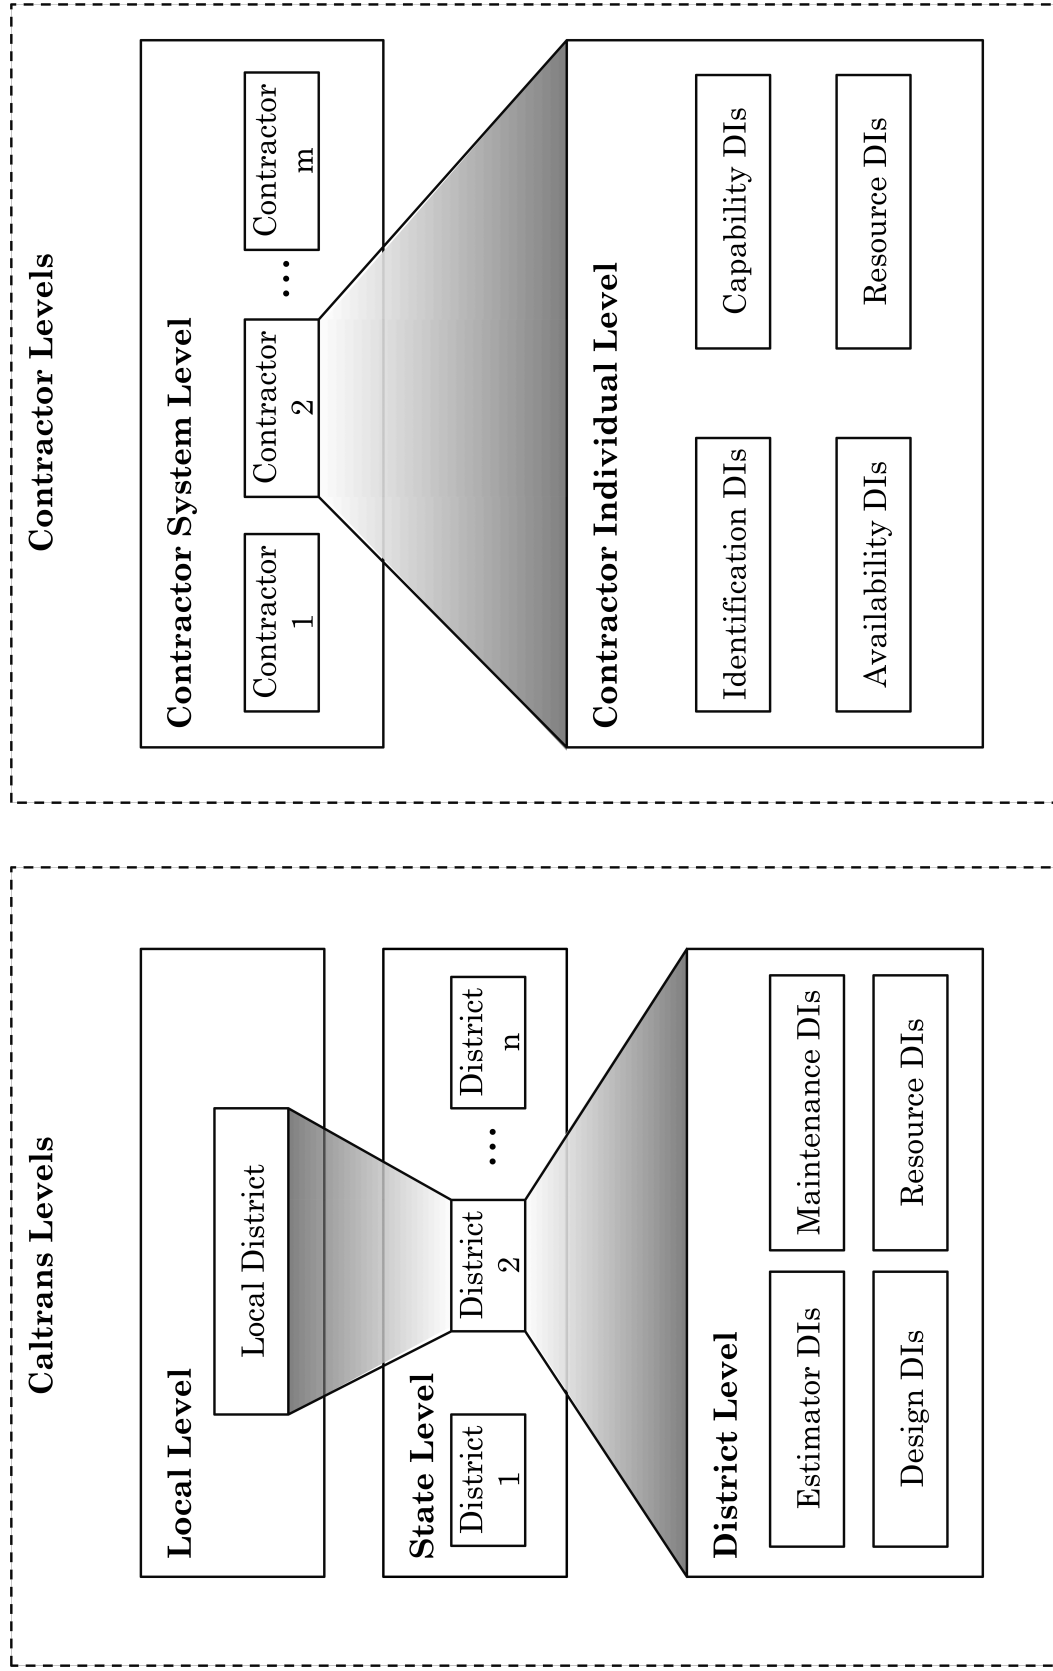 Caltrans Levels
Local Level
Local District
State Level
District
1
District
2
...
District
n
District Level
Estimator DIs
Maintenance DIs
Design DIs
Resource DIs
Contractor Levels
Contractor System Level
Contractor
1
Contractor
2
...
Contractor
m
Contractor Individual Level
Identification DIs
Capability DIs
Availability DIs
Resource DIs